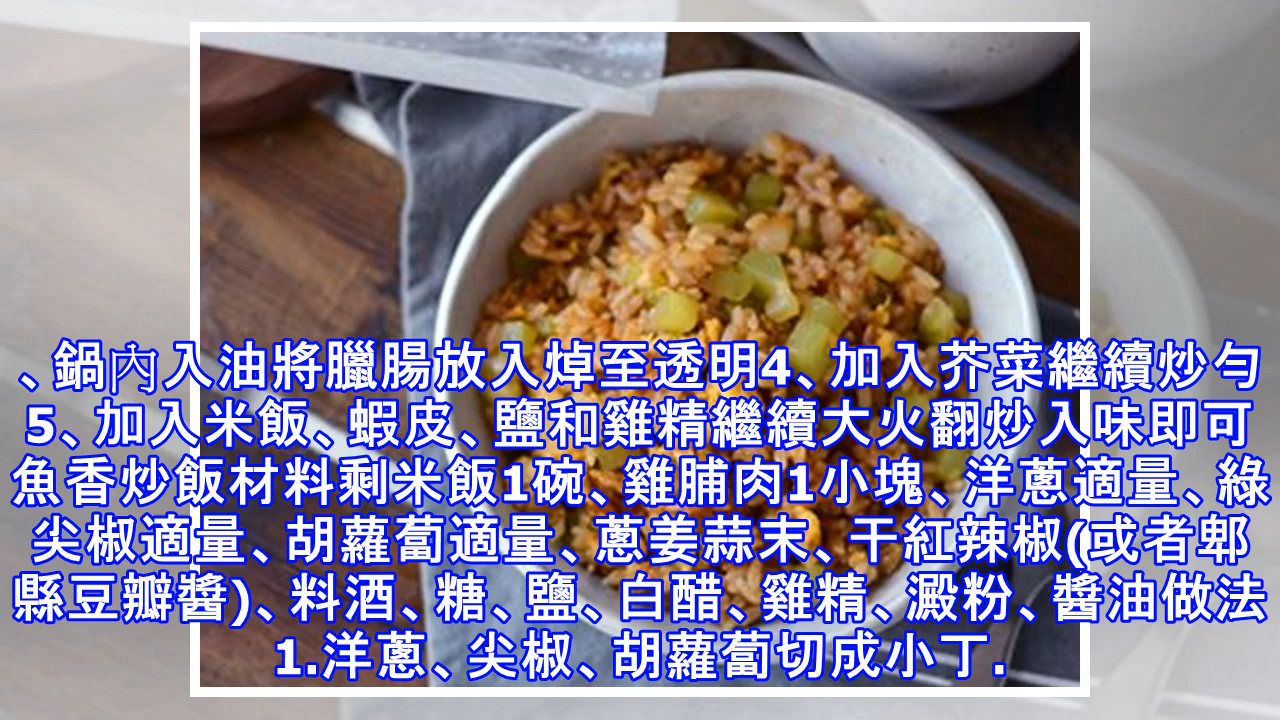 、鍋內入油將臘腸放入焯至透明4、加入芥菜繼續炒勻
5、加入米飯、蝦皮、鹽和雞精繼續大火翻炒入味即可
魚香炒飯材料剩米飯1碗、雞脯肉1小塊、洋蔥適量、綠
尖椒適量、胡蘿蔔適量、蔥姜蒜末、干紅辣椒(或者郫
縣豆瓣醬)、料酒、糖、鹽、白醋、雞精、澱粉、醬油做法
1.洋蔥、尖椒、胡蘿蔔切成小丁.